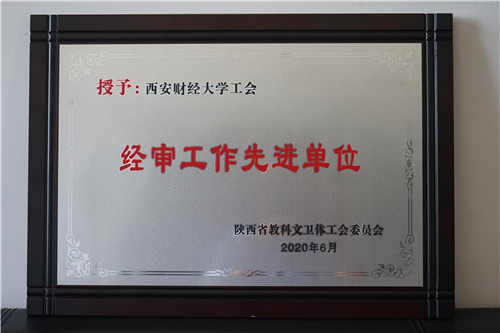 授予：西安财经大学工会
经审工作先进单位
陕西省教科文卫体工会委员会
2020年6月